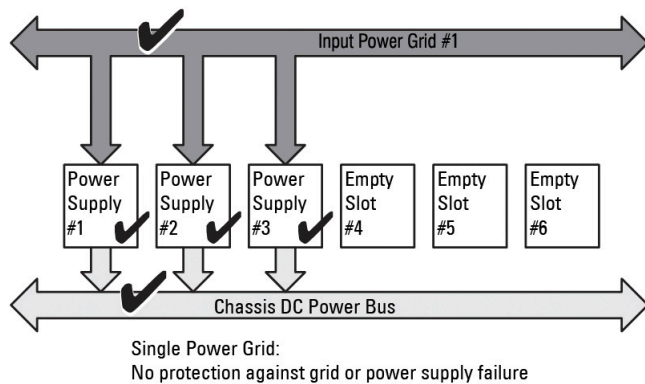 Input Power Grid #1
Power
Supply
#1
Power
Supply
#2
Power
Supply
#3
Empty
Slot
#4
Empty
Slot
#5
Empty
Slot
#6
Chassis DC Power Bus
Single Power Grid:
No protection against grid or power supply failure